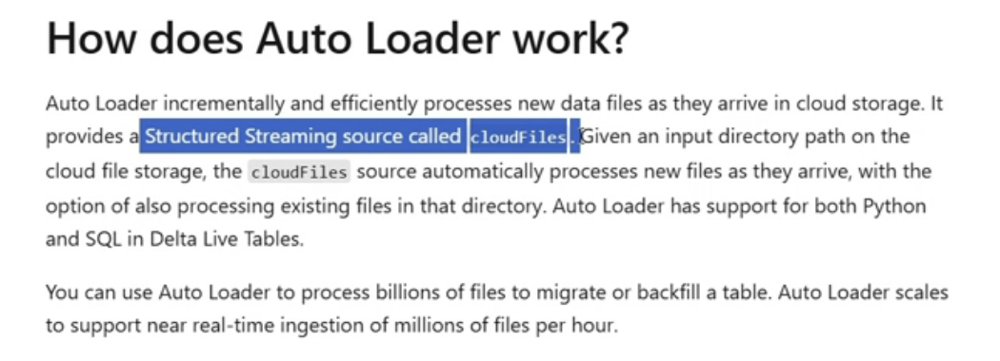 How does Auto Loader work?
Auto Loader incrementally and efficiently processes new data files as they arrive in cloud storage. It
provides a Structured Streaming source called cloudFiles. Given an input directory path on the
cloud file storage, the cloudFiles source automatically processes new files as they arrive, with the
option of also processing existing files in that directory. Auto Loader has support for both Python
and SQL in Delta Live Tables.
You can use Auto Loader to process billions of files to migrate or backfill a table. Auto Loader scales
to support near real-time ingestion of millions of files per hour.